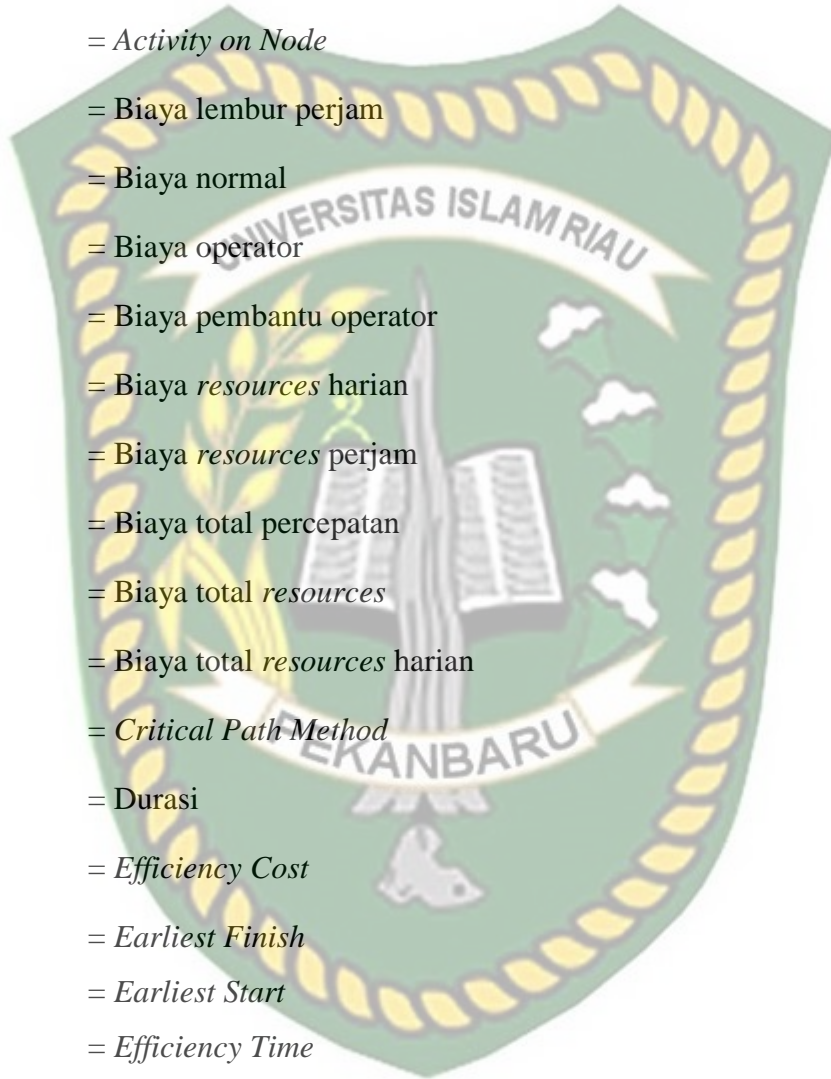 = Activity on Node
= Biaya lembur perjam
= Biaya normal
UNIVERSITAS ISLAM RIAU
= Biaya operator
= Biaya pembantu operator
= Biaya resources harian
= Biaya resources perjam
= Biaya total percepatan
= Biaya total resources
= Biaya total resources harian
= Critical Path Method
PEKANBARU
= Durasi
= Efficiency Cost
= Earliest Finish
= Earliest Start
= Efficiency Time